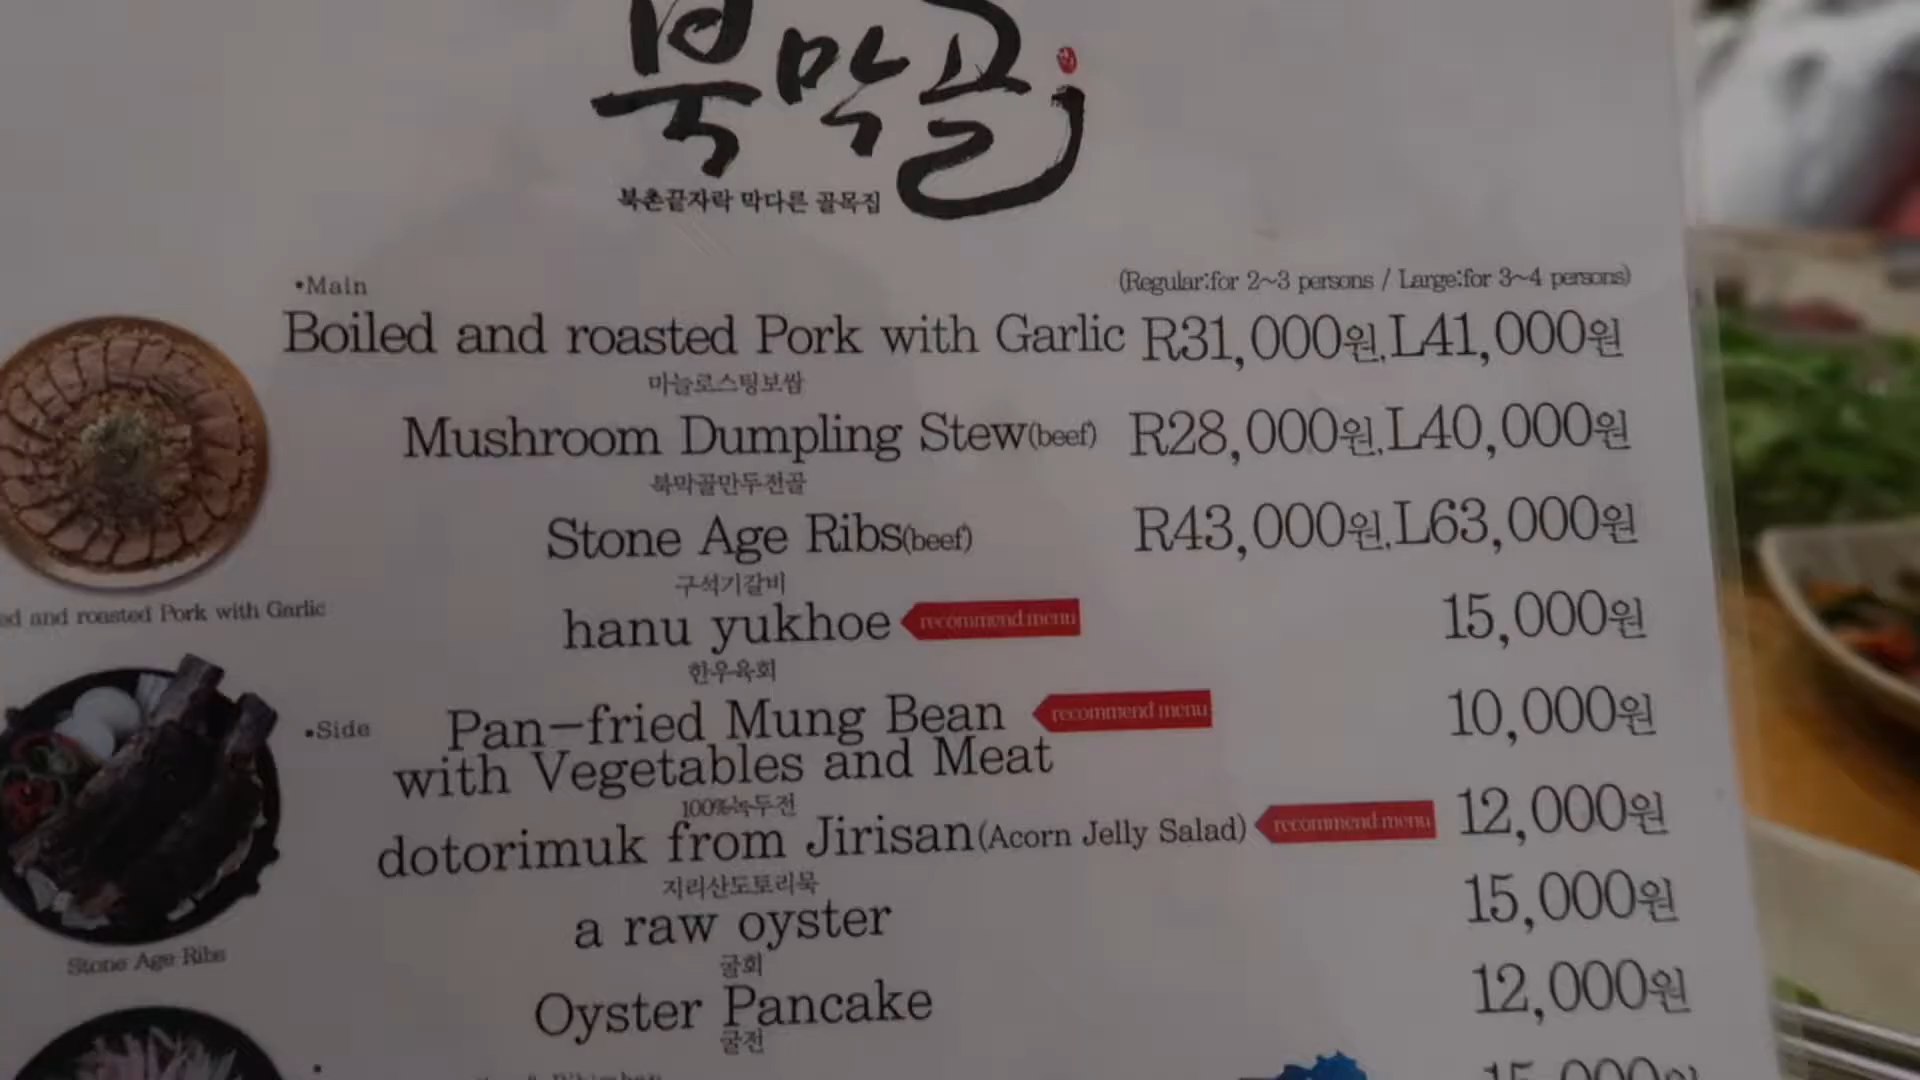 북막골
북촌끝자락 막다른 골목집
•Main (Regular:for 2~3 persons / Large:for 3~4 persons)
Boiled and roasted Pork with Garlic R31,000원,L41,000원
마늘로스팅보쌈
Mushroom Dumpling Stew(beef) R28,000원,L40,000원
북막골만두전골
Stone Age Ribs(beef) R43,000원,L63,000원
구석기갈비
and roasted Pork with Garlic
hanu yukhoe recommend menu 15,000원
한우육회
•Side Pan-fried Mung Bean recommend menu 10,000원
with Vegetables and Meat
100%녹두전
dotorimuk from Jirisan(Acorn Jelly Salad) recommend menu 12,000원
지리산도토리묵
a raw oyster 15,000원
굴회
Stone Age Ribs
Oyster Pancake 12,000원
굴전